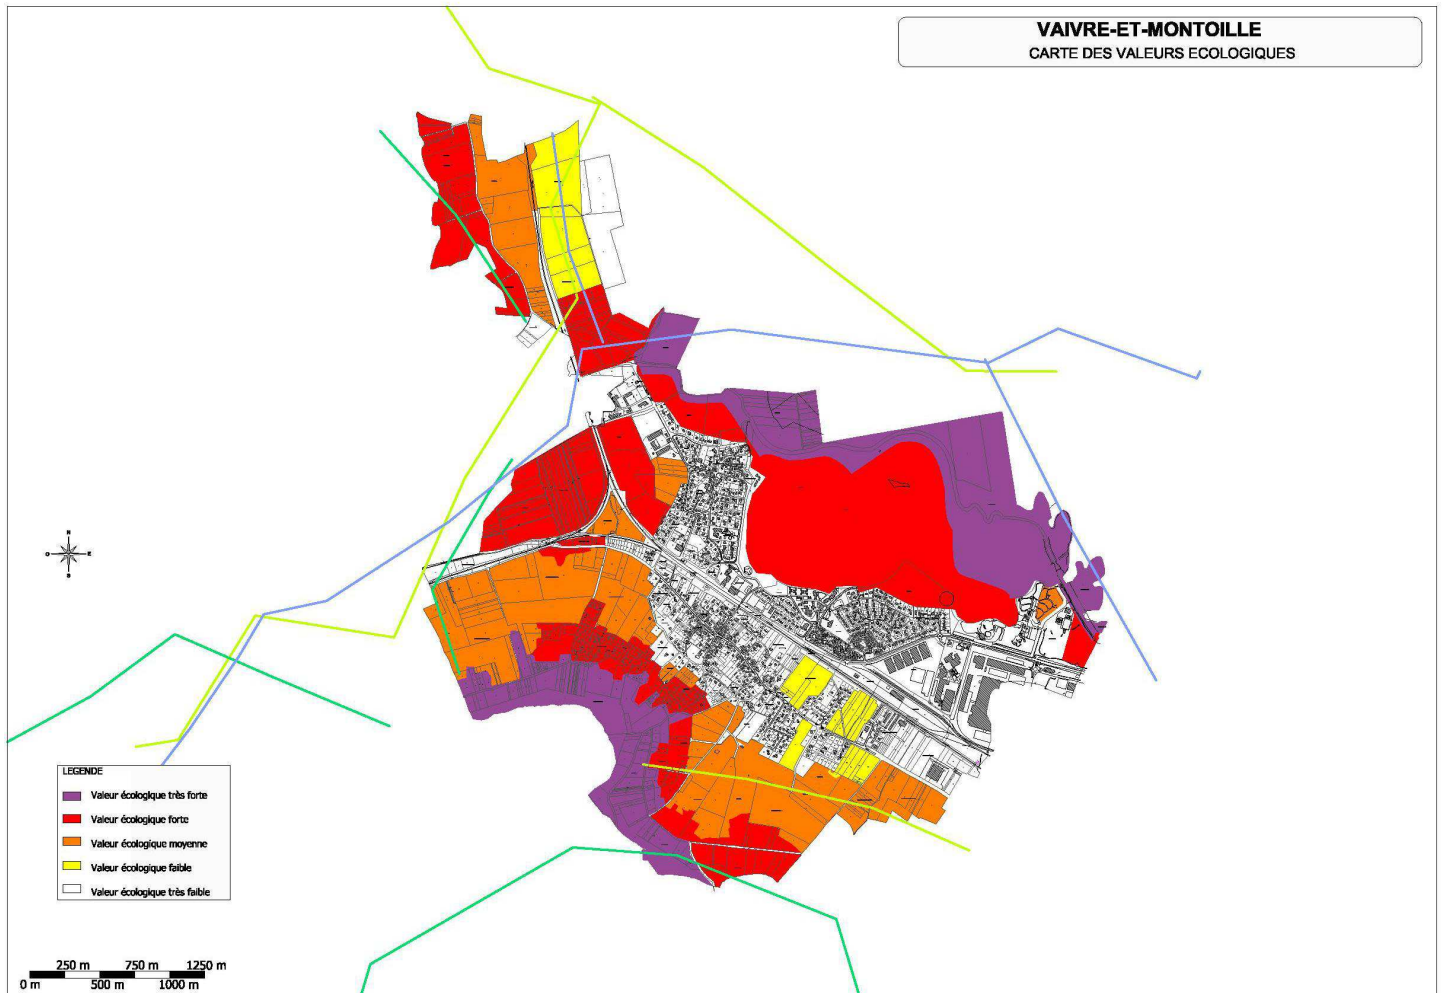 VAIVRE-ET-MONTOILLE
CARTE DES VALEURS ECOLOGIQUES
N
O E
S
LEGENDE
Valeur écologique très forte
Valeur écologique forte
Valeur écologique moyenne
Valeur écologique faible
Valeur écologique très faible
250 m 750 m 1250 m
0 m 500 m 1000 m